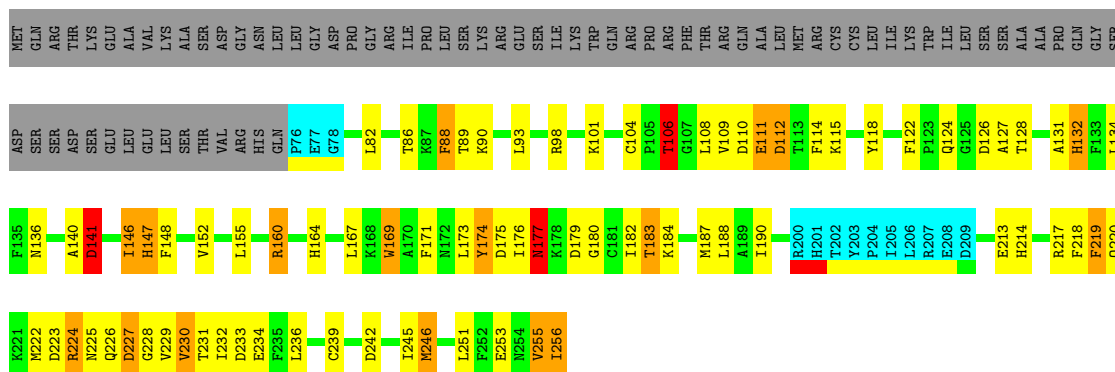 MET GLN ARG THR LYS GLU ALA VAL LYS ALA SER ASP GLY ASN LEU LEU GLY ASP PRO GLY ARG ILE PRO LEU SER LYS ARG GLU SER ILE LYS TRP GLN ARG PRO ARG PHE THR ARG GLN ALA LEU MET ARG CYS CYS LEU ILE LYS TRP ILE LEU SER SER ALA ALA PRO GLN GLY SER
ASP SER SER ASP SER GLU LEU GLU LEU SER THR VAL ARG HIS GLN P76 E77 G78 L82 T86 K87 F88 T89 K90 L93 R98 K101 C104 P105 T106 G107 L108 V109 D110 E111 D112 T113 F114 K115 Y118 F122 P123 Q124 G125 D126 A127 T128 A131 H132 F133 L134
F135 N136 A140 D141 I146 H147 F148 V152 L155 R160 H164 L167 K168 W169 A170 F171 N172 L173 Y174 D175 I176 N177 K178 D179 G180 C181 I182 T183 K184 M187 L188 A189 I190 R200 H201 T202 Y203 P204 I205 L206 R207 E208 D209 E213 H214 R217 F218 F219 Q220
K221 M222 D223 R224 N225 Q226 D227 G228 V229 V230 T231 I232 D233 E234 F235 L236 C239 D242 I245 M246 L251 F252 E253 N254 V255 I256